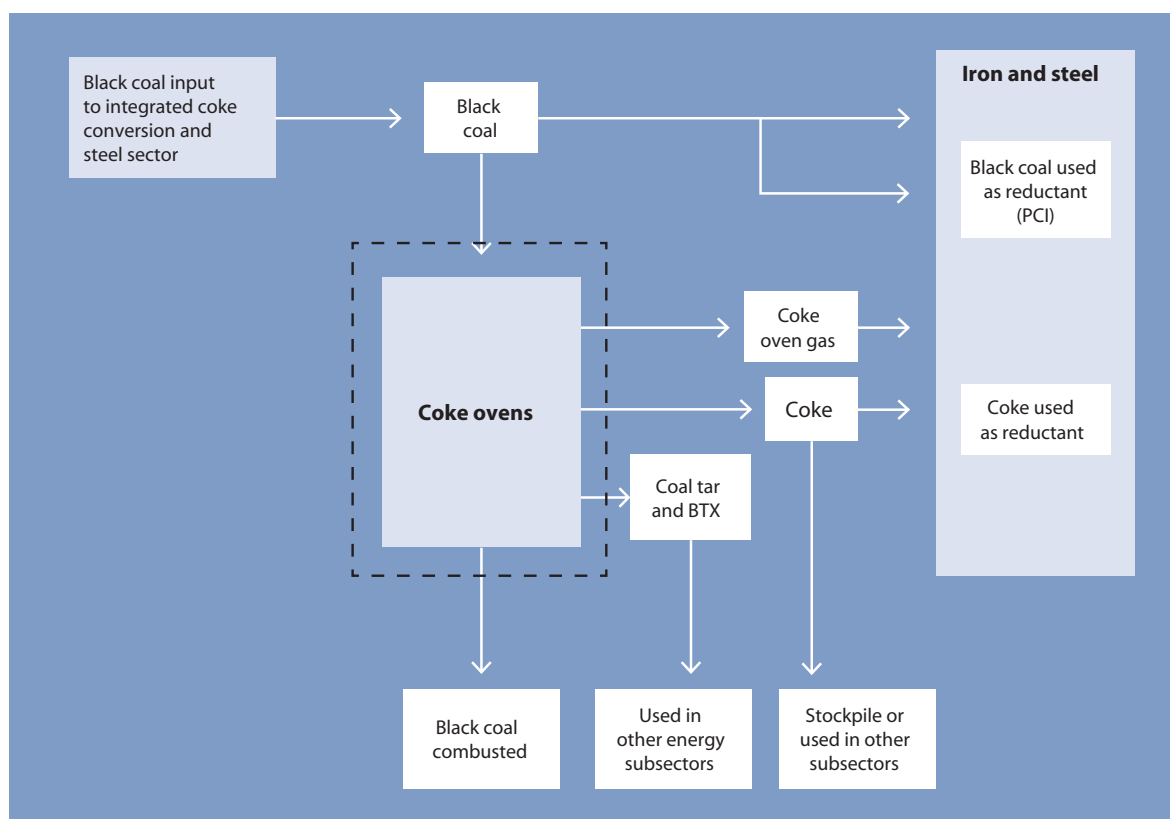 Black coal input
to integrated coke
conversion and
steel sector
Black
coal
Iron and steel
Black coal used
as reductant
(PCI)
Coke ovens
Coke
oven gas
Coke
Coke used
as reductant
Coal tar
and BTX
Black coal
combusted
Used in
other energy
subsectors
Stockpile or
used in other
subsectors